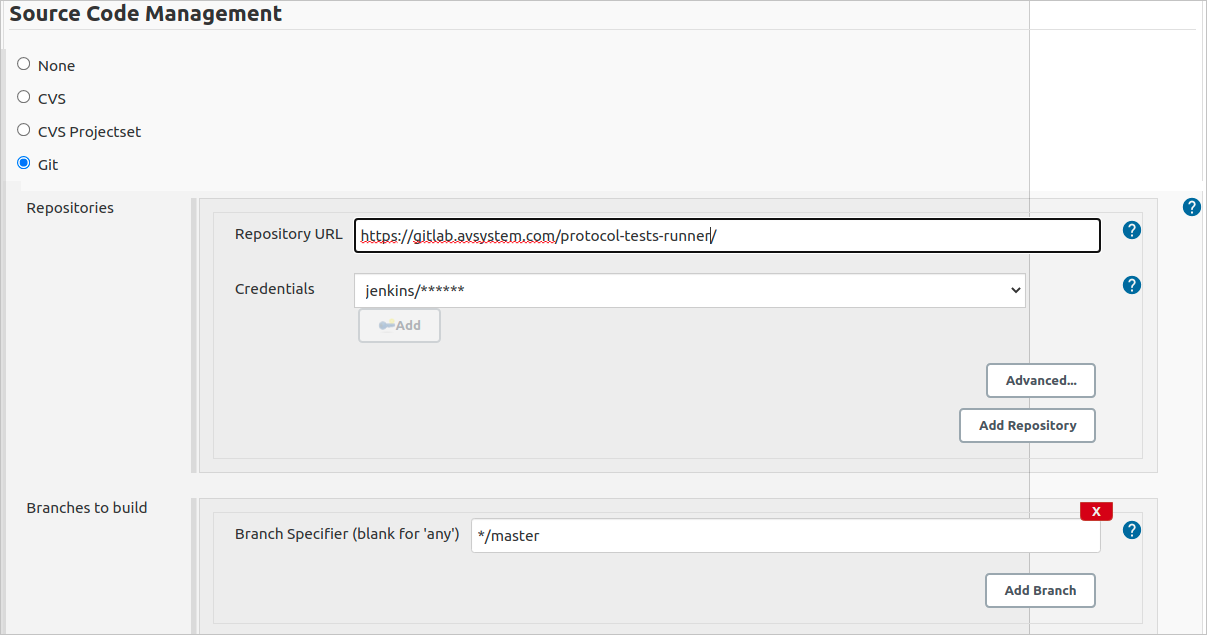 Source Code Management
None
CVS
CVS Projectset
Git
Repositories
?
Repository URL https://gitlab.avsystem.com/protocol-tests-runner/
?
Credentials jenkins/******
?
Add
Advanced...
Add Repository
Branches to build
X
Branch Specifier (blank for 'any') */master
?
Add Branch